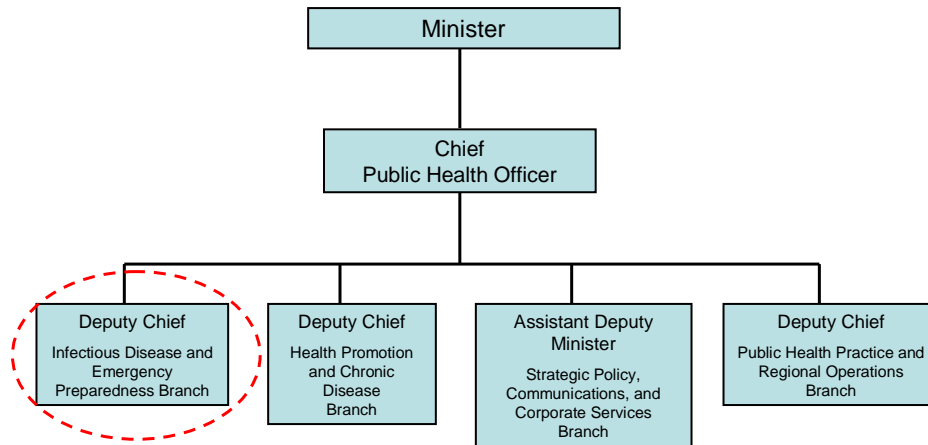 Minister
Chief
Public Health Officer
Deputy Chief
Infectious Disease and
Emergency
Preparedness Branch
Deputy Chief
Health Promotion
and Chronic
Disease
Branch
Assistant Deputy
Minister
Strategic Policy,
Communications, and
Corporate Services
Branch
Deputy Chief
Public Health Practice and
Regional Operations
Branch